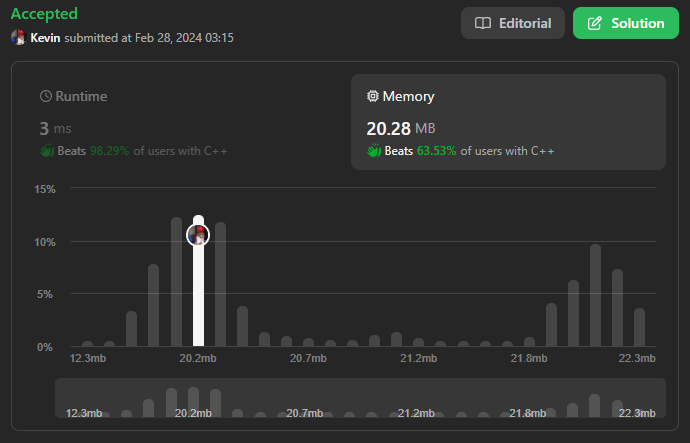 Accepted
Kevin submitted at Feb 28, 2024 03:15
Editorial
Solution
Runtime
3 ms
Beats 98.29% of users with C++
Memory
20.28 MB
Beats 63.53% of users with C++
15%
10%
5%
0%
12.3mb 20.2mb 20.7mb 21.2mb 21.8mb 22.3mb
12.3mb 20.2mb 20.7mb 21.2mb 21.8mb 22.3mb